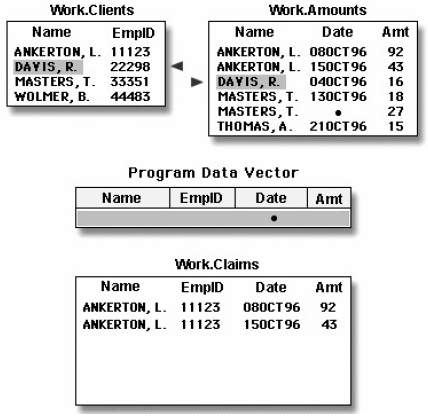 Work.Clients
Name EmpID
ANKERTON, L. 11123
DAVIS, R. 22298
MASTERS, T. 33351
WOLMER, B. 44483
Work.Amounts
Name Date Amt
ANKERTON, L. 08OCT96 92
ANKERTON, L. 15OCT96 43
DAVIS, R. 04OCT96 16
MASTERS, T. 13OCT96 18
MASTERS, T. • 27
THOMAS, A. 21OCT96 15
Program Data Vector
Name EmpID Date Amt
•
Work.Claims
Name EmpID Date Amt
ANKERTON, L. 11123 08OCT96 92
ANKERTON, L. 11123 15OCT96 43